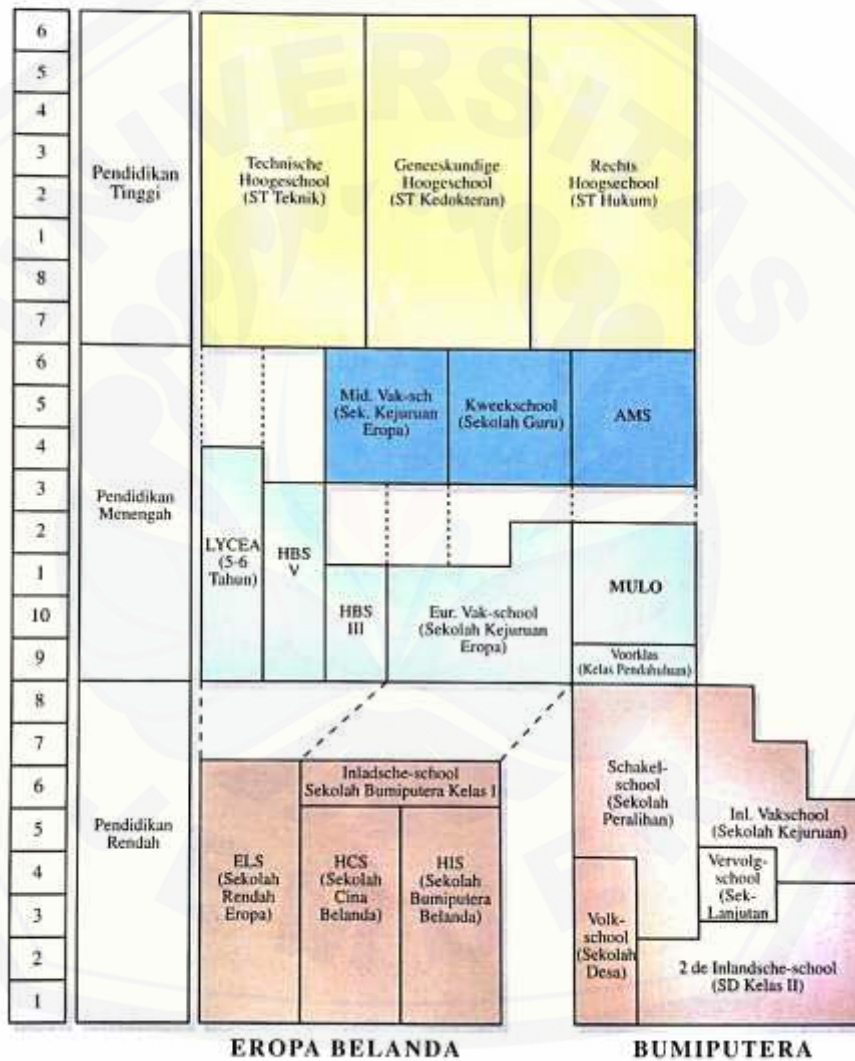 6
5
4
3
2
1
8
7
6
5
4
3
2
1
10
9
8
7
6
5
4
3
2
1
Pendidikan
Tinggi
Pendidikan
Menengah
Pendidikan
Rendah
Technische
Hoogeschool
(ST Teknik)
Geneeskundige
Hoogeschool
(ST Kedokteran)
Rechts
Hoogsechool
(ST Hukum)
Mid. Vak-sch
(Sek. Kejuruan
Eropa)
Kweekschool
(Sekolah Guru)
AMS
LYCEA
(5-6
Tahun)
HBS
V
HBS
III
Eur. Vak-school
(Sekolah Kejuruan
Eropa)
MULO
Voorklas
(Kelas Pendahuluan)
Inladsche-school
Sekolah Bumiputera Kelas I
ELS
(Sekolah
Rendah
Eropa)
HCS
(Sekolah
Cina
Belanda)
HIS
(Sekolah
Bumiputera
Belanda)
Schakel-
school
(Sekolah
Peralihan)
Inl. Vakschool
(Sekolah Kejuruan)
Vervolg-
school
(Sek-
Lanjutan
Volk-
school
(Sekolah
Desa)
2 de Inlandsche-school
(SD Kelas II)
EROPA BELANDA
BUMIPUTERA
UNIVERSITAS